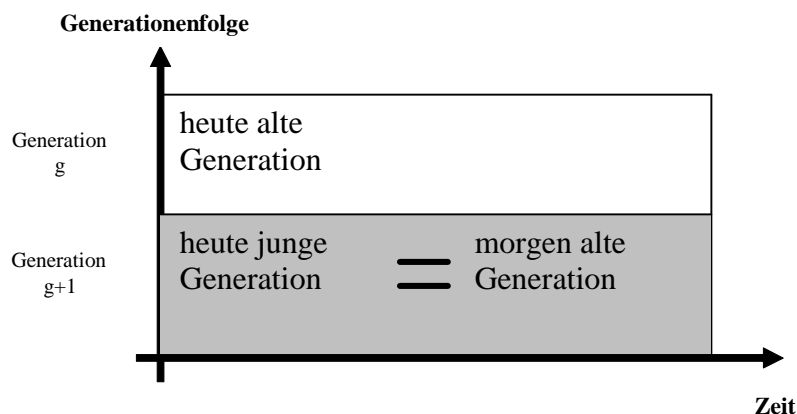 Generationenfolge
Generation
g
heute alte
Generation
Generation
g+1
heute junge
Generation
=
morgen alte
Generation
Zeit